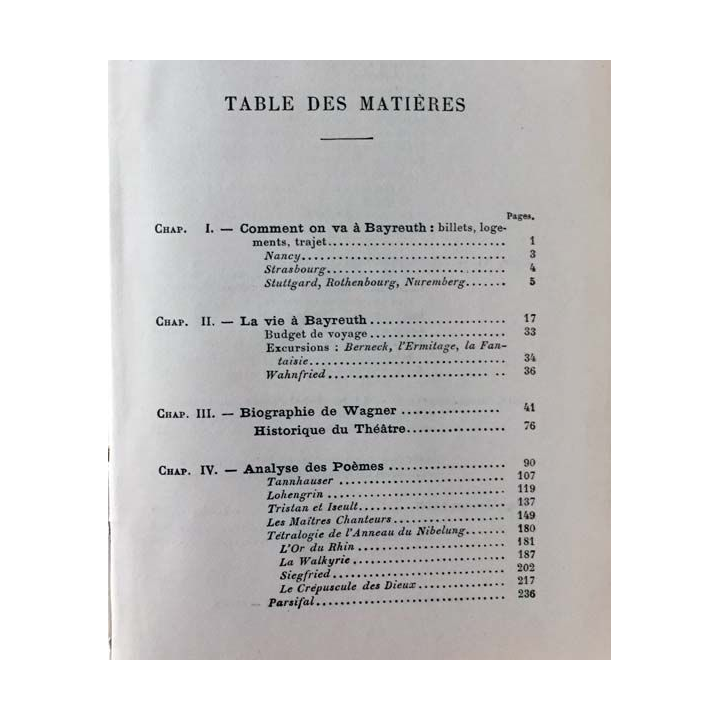 TABLE DES MATIÈRES
Pages.
CHAP. I. — Comment on va à Bayreuth : billets, loge-
ments, trajet........................... 1
Nancy.................................... 3
Strasbourg............................... 4
Stuttgard, Rothenbourg, Nuremberg....... 5
CHAP. II. — La vie à Bayreuth.................... 17
Budget de voyage....................... 33
Excursions : Berneck, l'Ermitage, la Fan-
taisie................................. 34
Wahnfried........................... .. .. 36
CHAP. III. — Biographie de Wagner ............... 41
Historique du Théâtre................. 76
CHAP. IV. — Analyse des Poèmes .................. 90
Tannhauser ........................... 107
Lohengrin............................. 119
Tristan et Iseult..................... 137
Les Maîtres Chanteurs................. 149
Tétralogie de l'Anneau du Nibelung...... 180
L'Or du Rhin ......................... 181
La Walkyrie........................... 187
Siegfried............................. 202
Le Crépuscule des Dieux............... 217
Parsifal.............................. 236